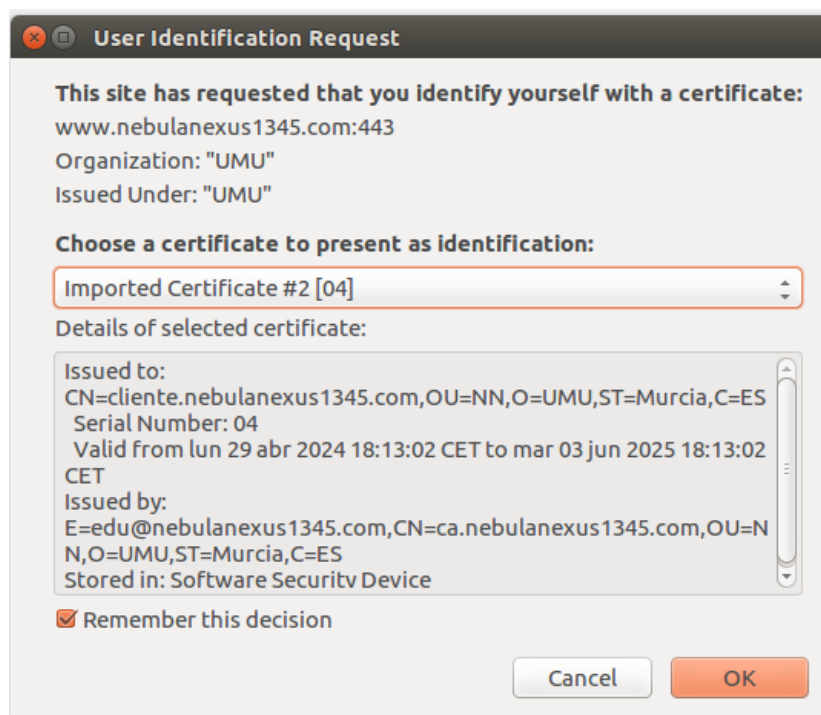 User Identification Request
This site has requested that you identify yourself with a certificate:
www.nebulanexus1345.com:443
Organization: "UMU"
Issued Under: "UMU"
Choose a certificate to present as identification:
Imported Certificate #2 [04]
Details of selected certificate:
Issued to:
CN=cliente.nebulanexus1345.com,OU=NN,O=UMU,ST=Murcia,C=ES
Serial Number: 04
Valid from lun 29 abr 2024 18:13:02 CET to mar 03 jun 2025 18:13:02
CET
Issued by:
E=edu@nebulanexus1345.com,CN=ca.nebulanexus1345.com,OU=N
N,O=UMU,ST=Murcia,C=ES
Stored in: Software Security Device
Remember this decision
Cancel
OK